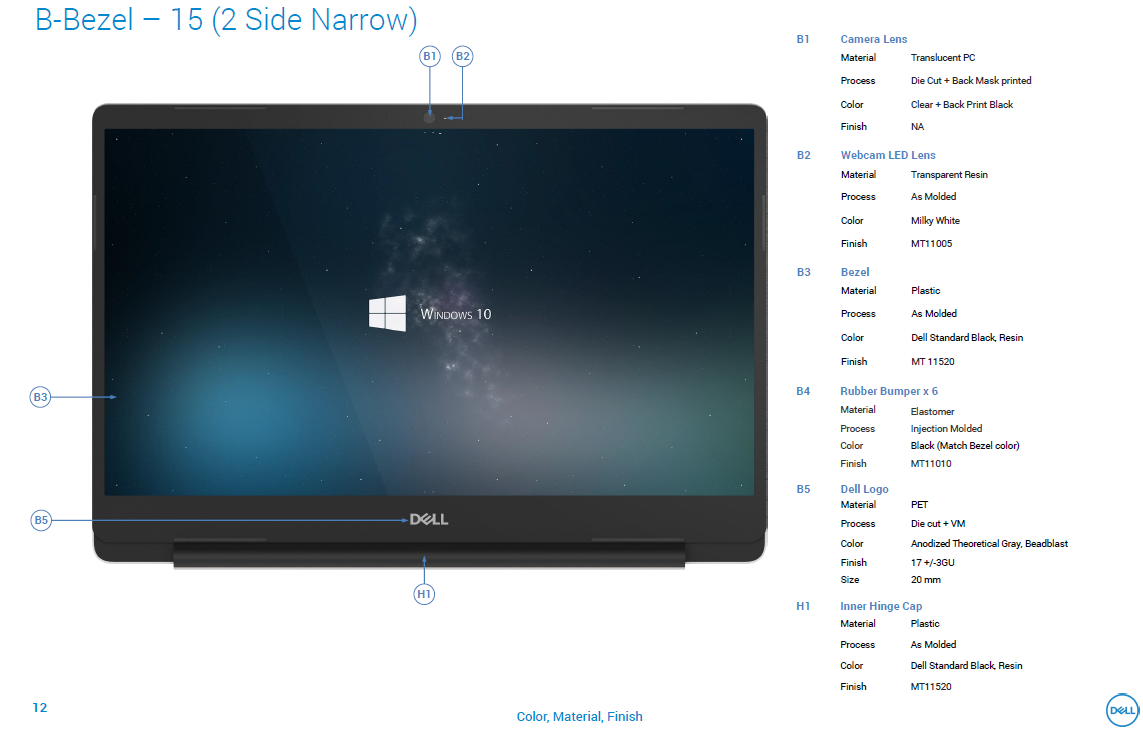 B-Bezel – 15 (2 Side Narrow)
B1
B2
WINDOWS 10
B3
B5
DELL
H1
B1 Camera Lens
Material Translucent PC
Process Die Cut + Back Mask printed
Color Clear + Back Print Black
Finish NA
B2 Webcam LED Lens
Material Transparent Resin
Process As Molded
Color Milky White
Finish MT11005
B3 Bezel
Material Plastic
Process As Molded
Color Dell Standard Black, Resin
Finish MT 11520
B4 Rubber Bumper x 6
Material Elastomer
Process Injection Molded
Color Black (Match Bezel color)
Finish MT11010
B5 Dell Logo
Material PET
Process Die cut + VM
Color Anodized Theoretical Gray, Beadblast
Finish 17 +/-3GU
Size 20 mm
H1 Inner Hinge Cap
Material Plastic
Process As Molded
Color Dell Standard Black, Resin
Finish MT11520
12
Color, Material, Finish
DELL